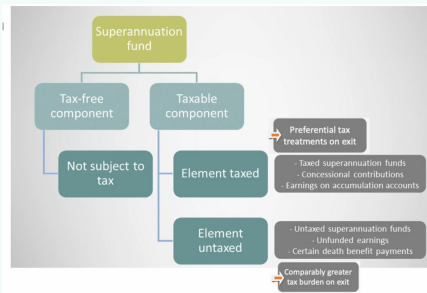 Superannuation
fund
Tax-free
component
Taxable
component
Preferential tax
treatments on exit
Not subject to
tax
Element taxed
- Taxed superannuation funds
- Concessional contributions
- Earnings on accumulation accounts
Element
untaxed
- Untaxed superannuation funds
- Unfunded earnings
- Certain death benefit payments
Comparably greater
tax burden on exit